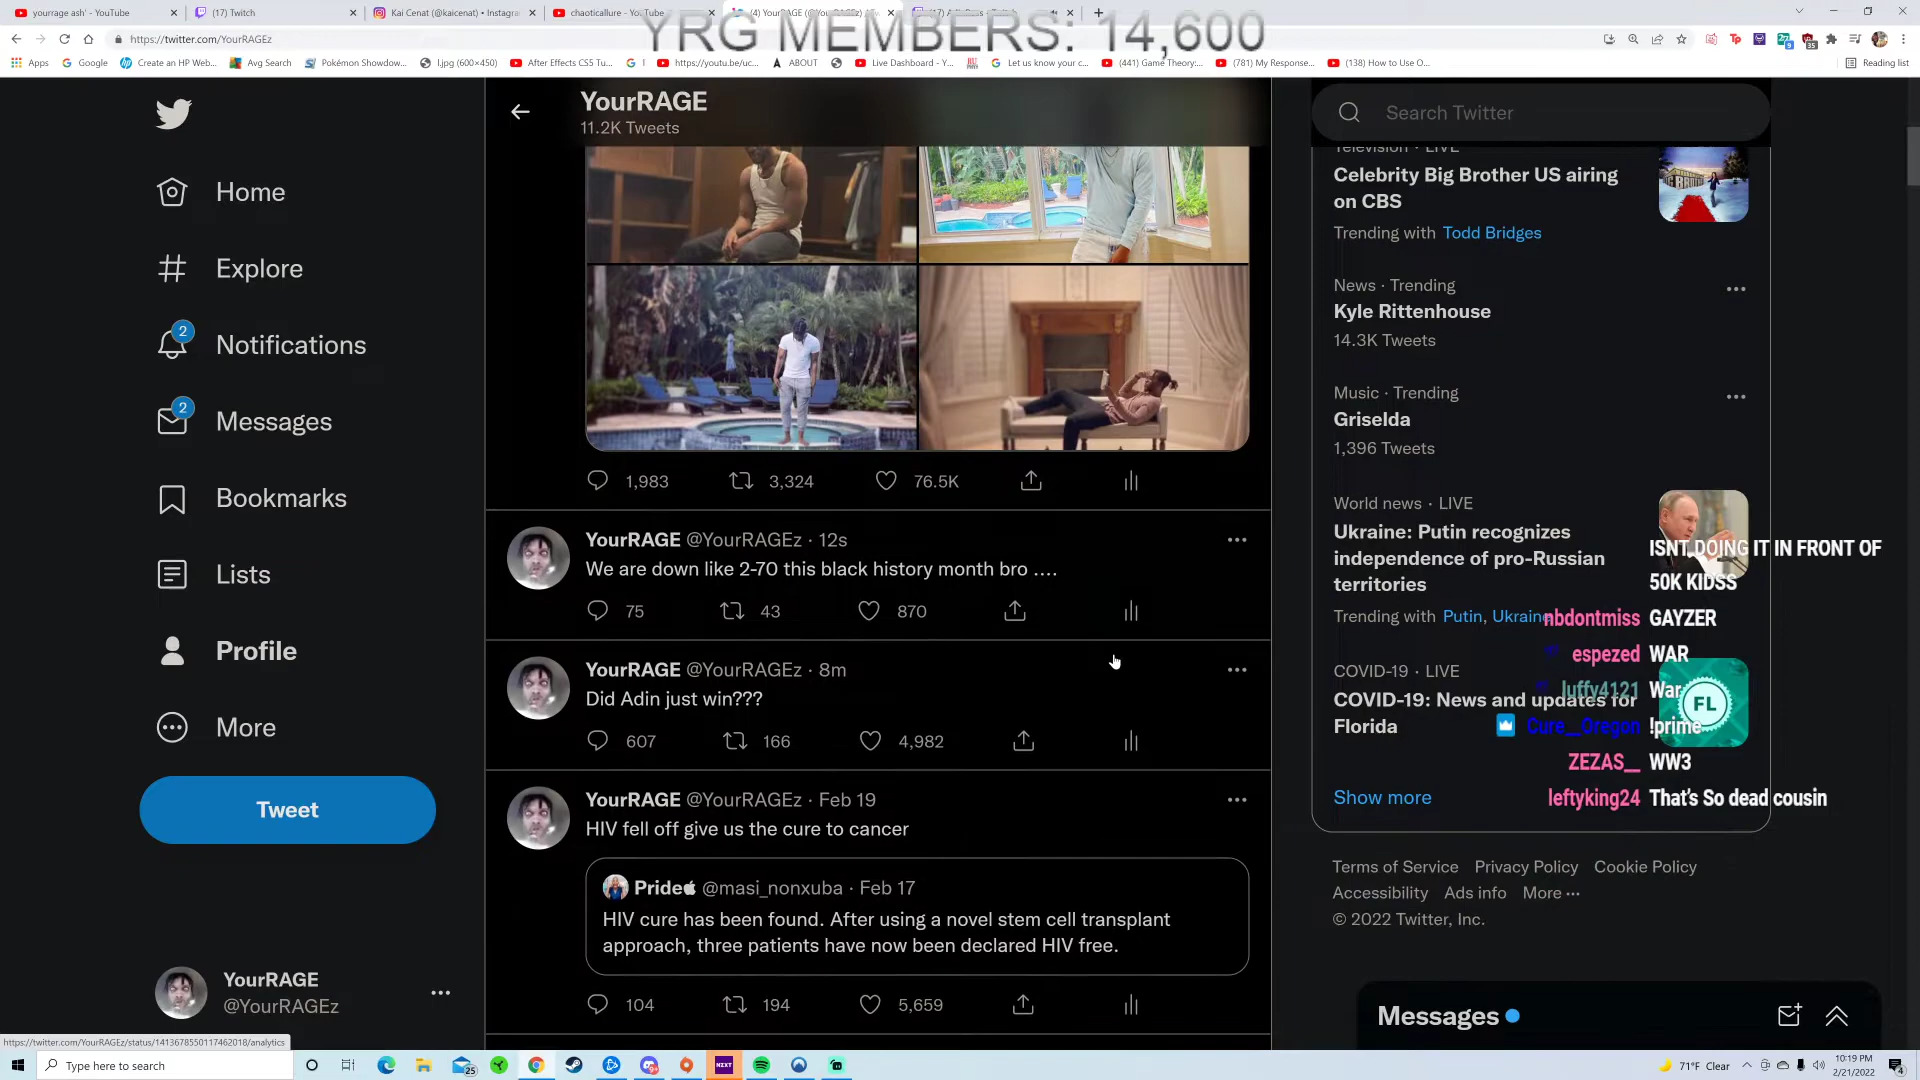 yourrage ash' - YouTube
(17) Twitch
Kai Cenat (@kaicenat) • Instagra
chaoticallure - YouTube
YRG MEMBERS: 14,600
https://twitter.com/YourRAGEz
Apps
Google
Create an HP Web...
Avg Search
Pokémon Showdow...
l.jpg (600×450)
After Effects CS5 Tu...
https://youtu.be/uc...
ABOUT
Live Dashboard - Y...
Let us know your c...
(441) Game Theory:...
(781) My Response...
(138) How to Use O...
Reading list
Home
Explore
2
Notifications
2
Messages
Bookmarks
Lists
Profile
More
Tweet
YourRAGE
@YourRAGEz
YourRAGE
11.2K Tweets
1,983 3,324 76.5K
YourRAGE @YourRAGEz · 12s
We are down like 2-70 this black history month bro ....
75 43 870
YourRAGE @YourRAGEz · 8m
Did Adin just win???
607 166 4,982
YourRAGE @YourRAGEz · Feb 19
HIV fell off give us the cure to cancer
Pride @masi_nonxuba · Feb 17
HIV cure has been found. After using a novel stem cell transplant
approach, three patients have now been declared HIV free.
104 194 5,659
Search Twitter
Television · LIVE
Celebrity Big Brother US airing
on CBS
Trending with Todd Bridges
News · Trending
Kyle Rittenhouse
14.3K Tweets
Music · Trending
Griselda
1,396 Tweets
World news · LIVE
Ukraine: Putin recognizes
independence of pro-Russian
territories
Trending with Putin, Ukraine
COVID-19 · LIVE
COVID-19: News and updates for
Florida
FL
Show more
ISNT DOING IT IN FRONT OF
50K KIDSS
nbdontmiss GAYZER
espezed WAR
luffy4121 War
Cure__Oregon !prime
ZEZAS__ WW3
leftyking24 That's So dead cousin
Terms of Service Privacy Policy Cookie Policy
Accessibility Ads info More ···
© 2022 Twitter, Inc.
Messages
https://twitter.com/YourRAGEz/status/1413678550117462018/analytics
Type here to search
25
NZXT
71°F Clear
10:19 PM
2/21/2022
4